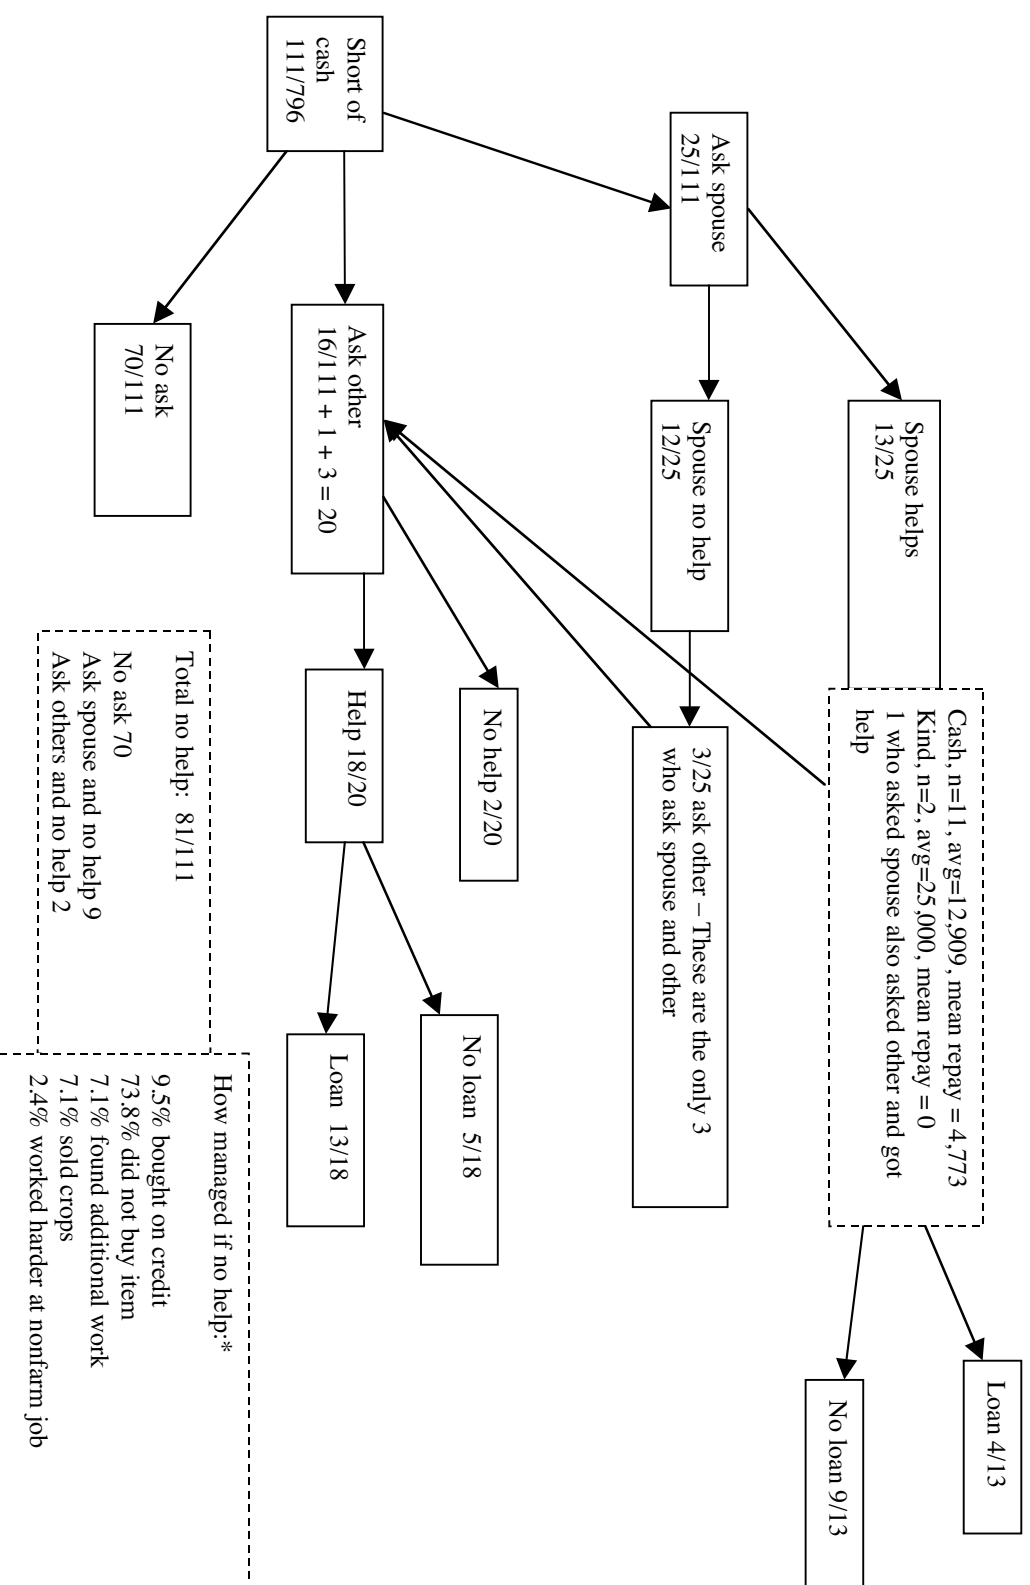 Short of
cash
111/796
Ask spouse
25/111
Spouse helps
13/25
Cash, n=11, avg=12,909, mean repay = 4,773
Kind, n=2, avg=25,000, mean repay = 0
1 who asked spouse also asked other and got
help
Loan 4/13
No loan 9/13
Spouse no help
12/25
3/25 ask other – These are the only 3
who ask spouse and other
Ask other
16/111 + 1 + 3 = 20
No help 2/20
Help 18/20
No loan  5/18
Loan  13/18
No ask
70/111
Total no help:  81/111
No ask 70
Ask spouse and no help 9
Ask others and no help 2
How managed if no help:*
9.5% bought on credit
73.8% did not buy item
7.1% found additional work
7.1% sold crops
2.4% worked harder at nonfarm job